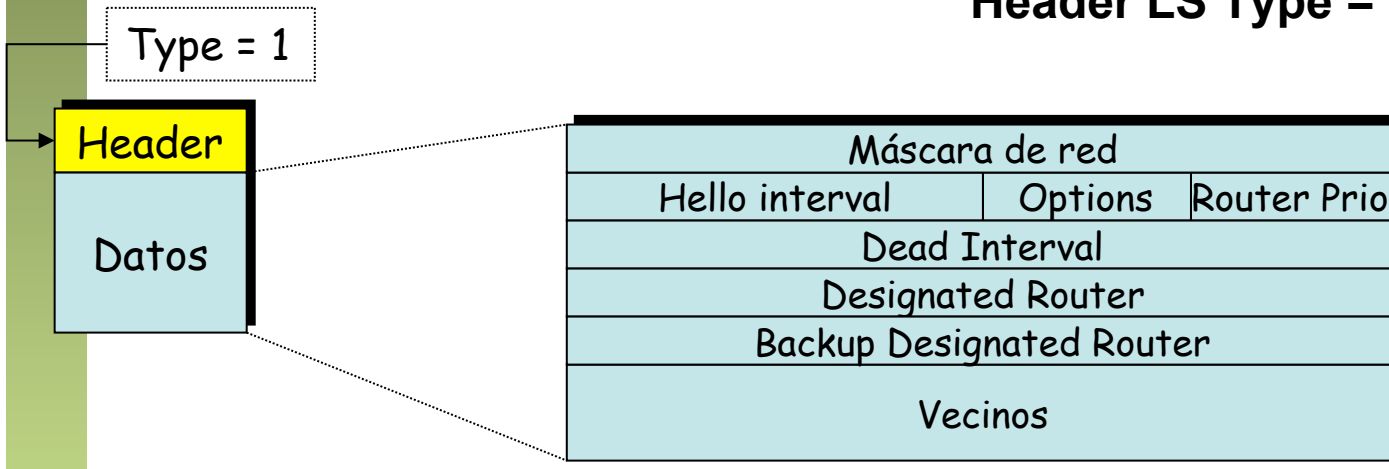 Header LS Type =
Type = 1
Header
Datos
Máscara de red
Hello interval Options Router Prio
Dead Interval
Designated Router
Backup Designated Router
Vecinos